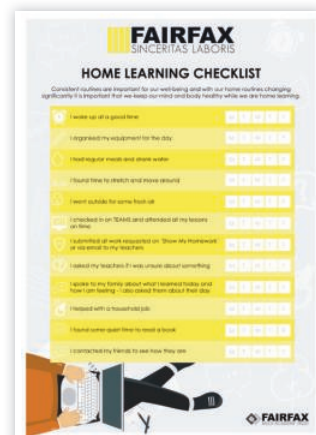 FAIRFAX
SINCERITAS LABORIS
HOME LEARNING CHECKLIST
Consistent routines are important for our well-being and with our home routines changing
significantly it is important that we keep our mind and body healthy while we are home learning.
I woke up at a good time
I organised my equipment for the day
I had regular meals and drank water
I found time to stretch and move around
I went outside for some fresh air
I checked in on TEAMS and attended all my lessons
on time
I submitted all work requested on 'Show My Homework'
or via email to my teachers
I asked my teachers if I was unsure about something
I spoke to my family about what I learned today and
how I am feeling - I also asked them about their day
I helped with a household job
I found some quiet time to read a book
I contacted my friends to see how they are
FAIRFAX